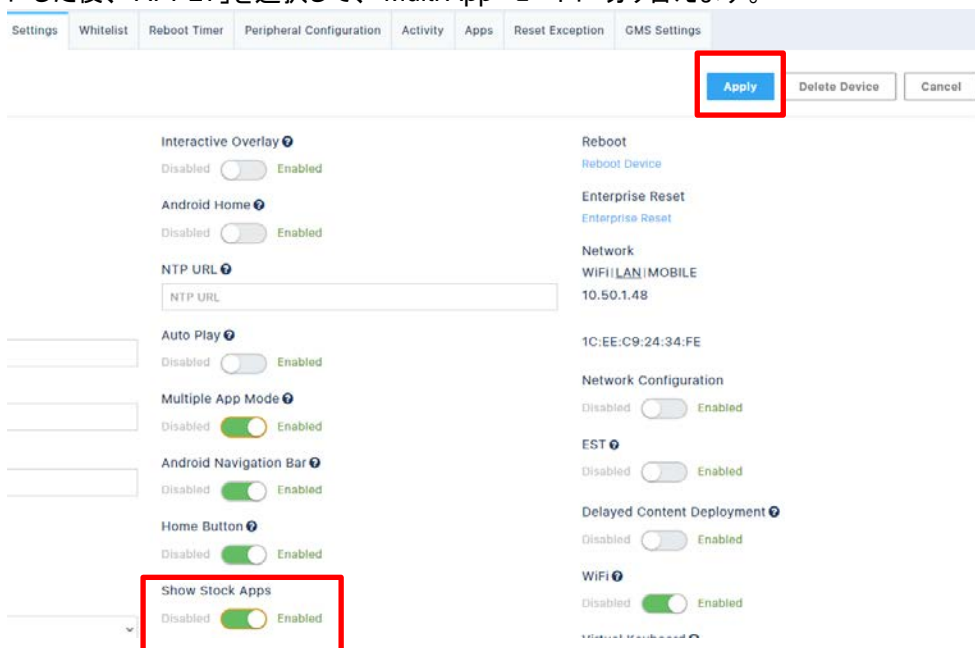 Settings Whitelist Reboot Timer Peripheral Configuration Activity Apps Reset Exception GMS Settings
Apply Delete Device Cancel
Interactive Overlay
Disabled Enabled
Android Home
Disabled Enabled
NTP URL
NTP URL
Auto Play
Disabled Enabled
Multiple App Mode
Disabled Enabled
Android Navigation Bar
Disabled Enabled
Home Button
Disabled Enabled
Show Stock Apps
Disabled Enabled
Reboot
Reboot Device
Enterprise Reset
Enterprise Reset
Network
WiFi|LAN|MOBILE
10.50.1.48
1C:EE:C9:24:34:FE
Network Configuration
Disabled Enabled
EST
Disabled Enabled
Delayed Content Deployment
Disabled Enabled
WiFi
Disabled Enabled